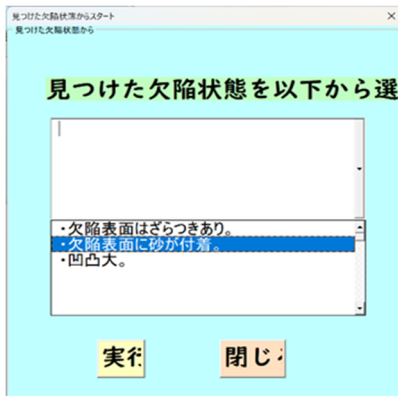 見つけた欠陥状態からスタート
見つけた欠陥状態から
見つけた欠陥状態を以下から選
・欠陥表面はざらつきあり。
・欠陥表面に砂が付着。
・凹凸大。
実行
閉じ